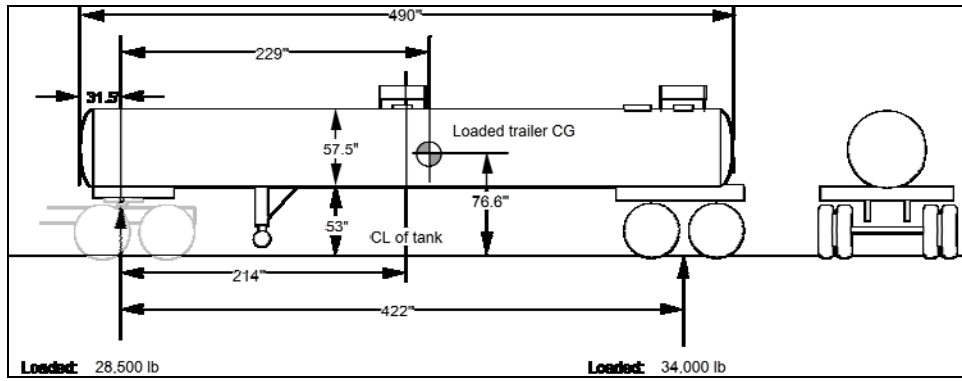 490"
229"
31.5"
Loaded trailer CG
57.5"
76.6"
53"
CL of tank
214"
422"
Loaded: 28,500 lb
Loaded: 34,000 lb